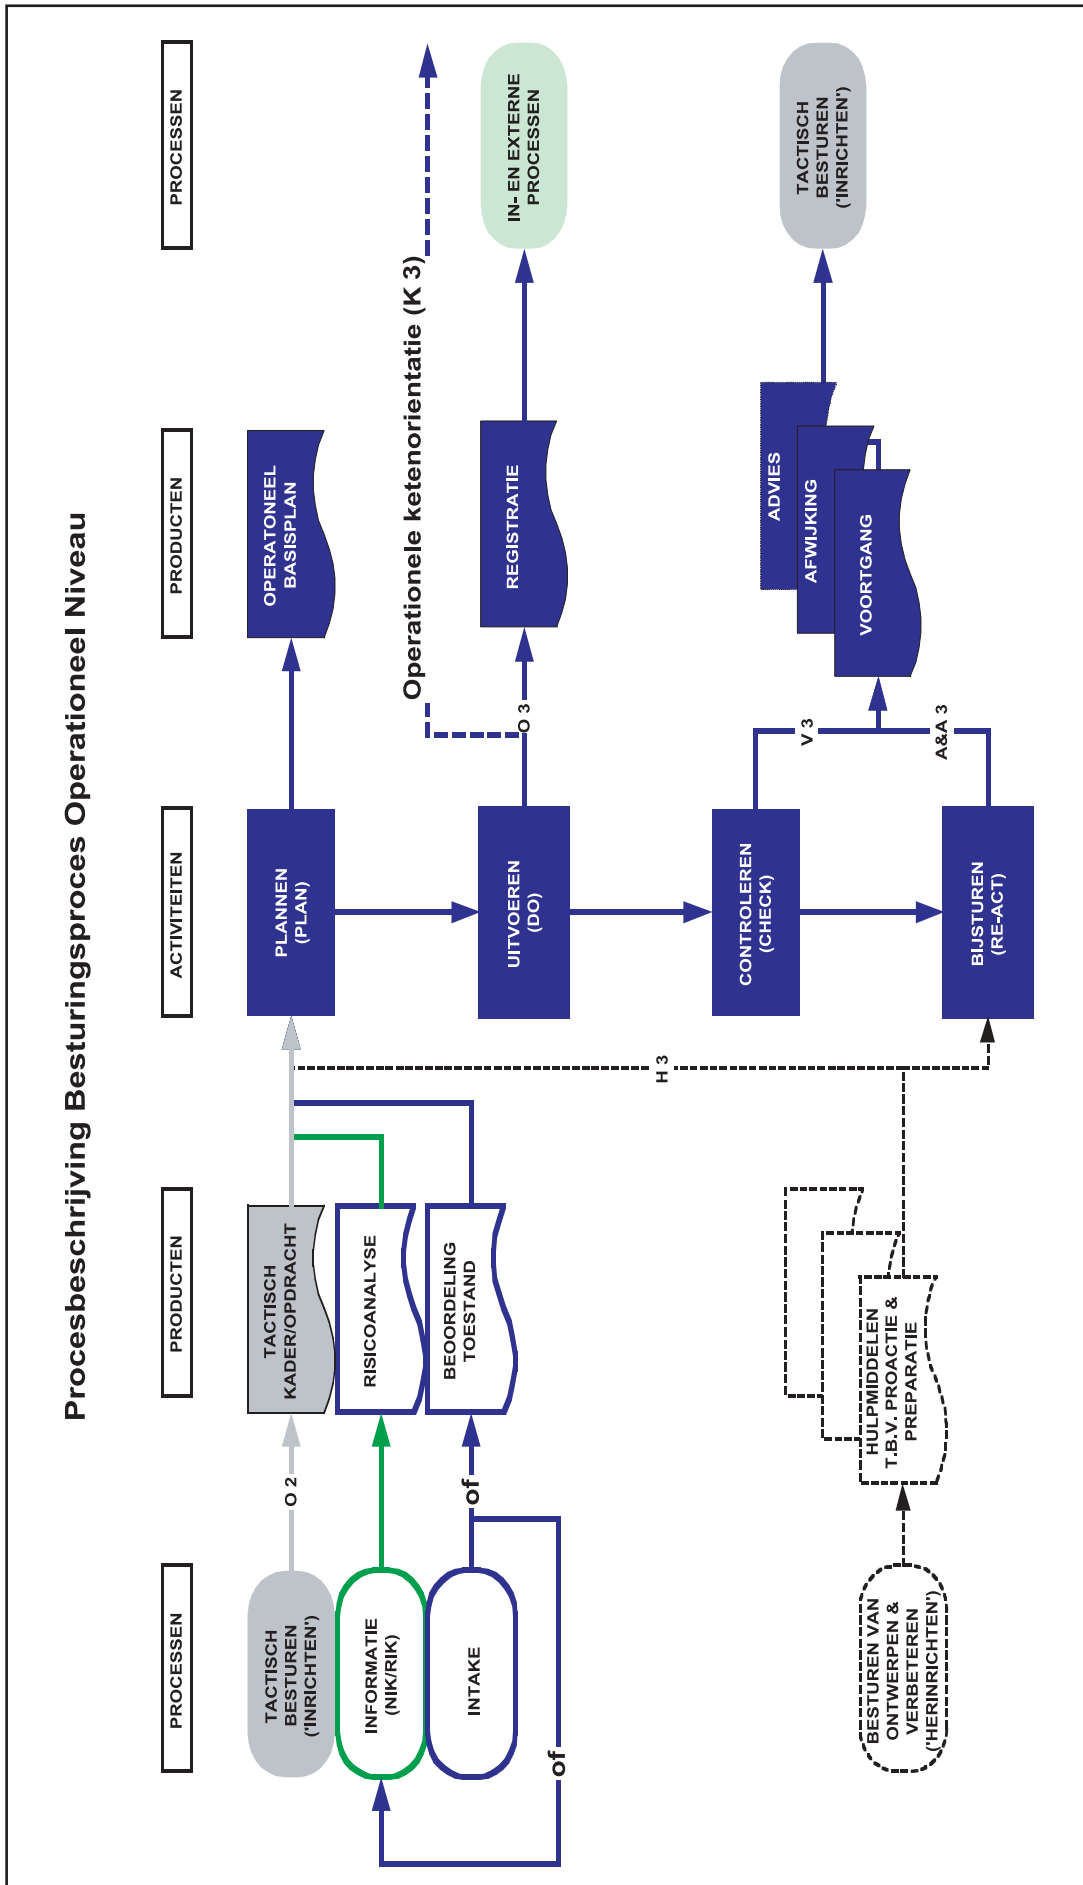 Procesbeschrijving Besturingsproces Operationeel Niveau
PROCESSEN
PRODUCTEN
ACTIVITEITEN
PRODUCTEN
PROCESSEN
TACTISCH
BESTUREN
('INRICHTEN')
O 2
TACTISCH
KADER/OPDRACHT
PLANNEN
(PLAN)
OPERATONEEL
BASISPLAN
INFORMATIE
(NIK/RIK)
RISICOANALYSE
Operationele ketenorientatie (K 3)
INTAKE
of
BEOORDELING
TOESTAND
of
UITVOEREN
(DO)
O 3
REGISTRATIE
IN- EN EXTERNE
PROCESSEN
H 3
CONTROLEREN
(CHECK)
V 3
ADVIES
AFWIJKING
VOORTGANG
TACTISCH
BESTUREN
('INRICHTEN')
BESTUREN VAN
ONTWERPEN &
VERBETEREN
('HERINRICHTEN')
HULPMIDDELEN
T.B.V. PROACTIE &
PREPARATIE
BIJSTUREN
(RE-ACT)
A&A 3